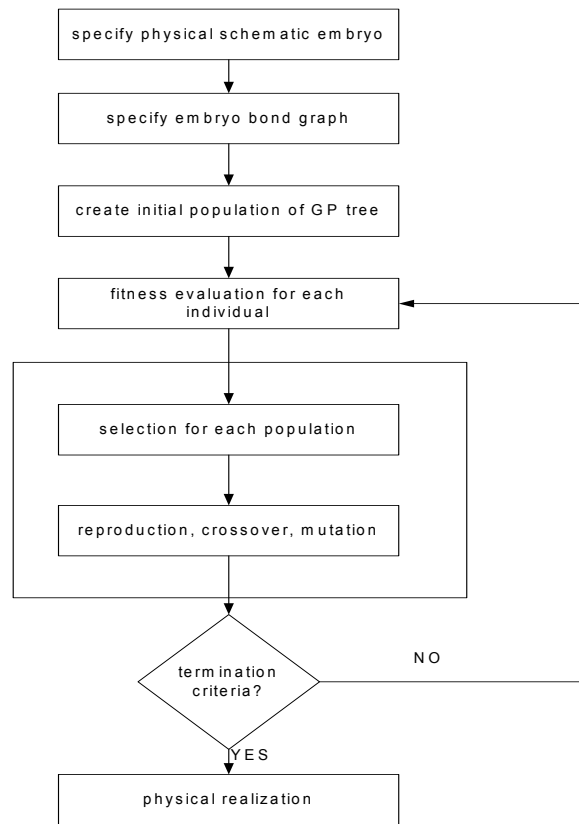 specify physical schematic embryo
specify embryo bond graph
create initial population of GP tree
fitness evaluation for each
individual
selection for each population
reproduction, crossover, mutation
termination
criteria?
NO
YES
physical realization